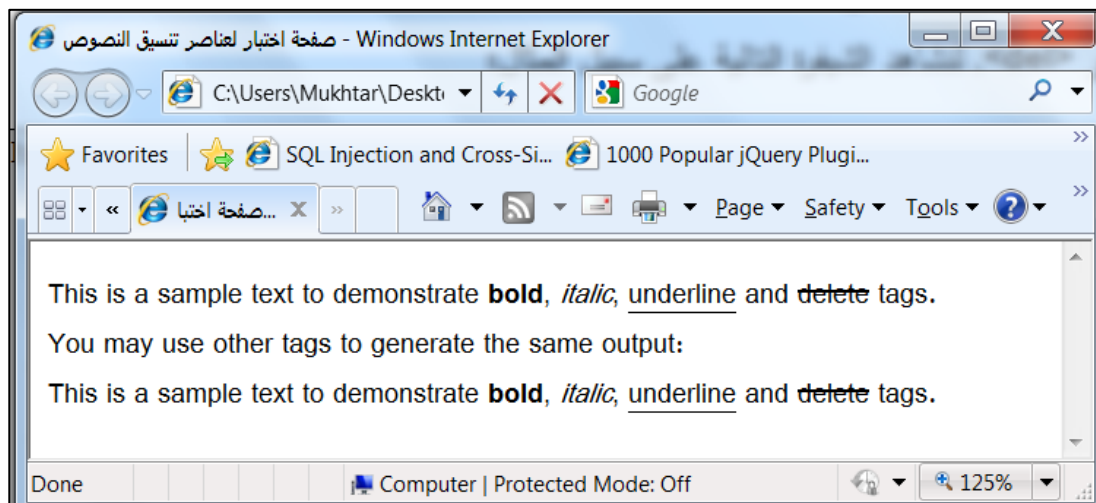 صفحة اختبار لعناصر تنسيق النصوص - Windows Internet Explorer
C:\Users\Mukhtar\Deskt
Google
Favorites SQL Injection and Cross-Si... 1000 Popular jQuery Plugi...
صفحة اختبا... Page Safety Tools
This is a sample text to demonstrate bold, italic, underline and delete tags.
You may use other tags to generate the same output:
This is a sample text to demonstrate bold, italic, underline and delete tags.
Done Computer | Protected Mode: Off 125%